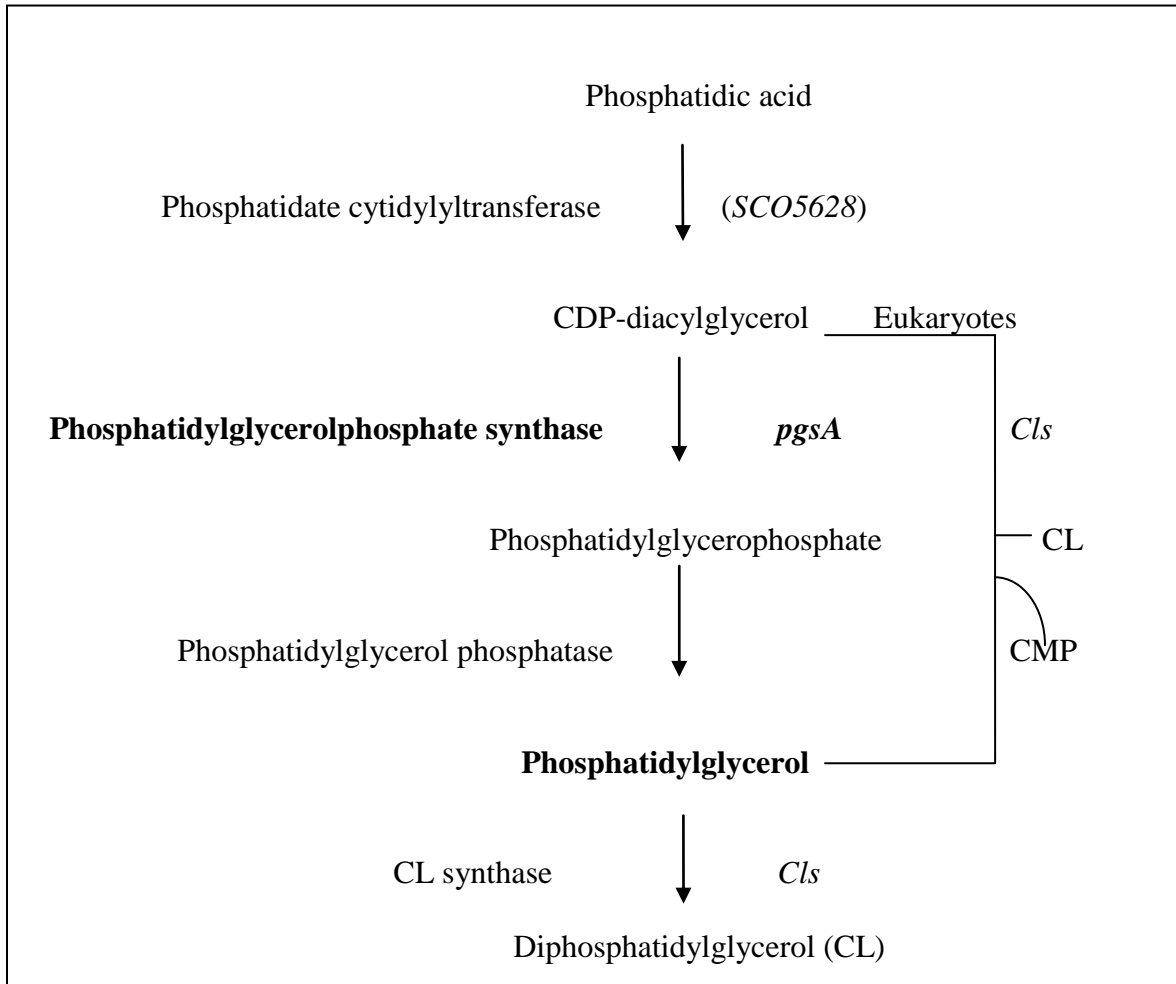 Phosphatidic acid
Phosphatidate cytidylyltransferase (SCO5628)
CDP-diacylglycerol Eukaryotes
Phosphatidylglycerolphosphate synthase pgsA Cls
Phosphatidylglycerophosphate CL
Phosphatidylglycerol phosphatase CMP
Phosphatidylglycerol
CL synthase Cls
Diphosphatidylglycerol (CL)